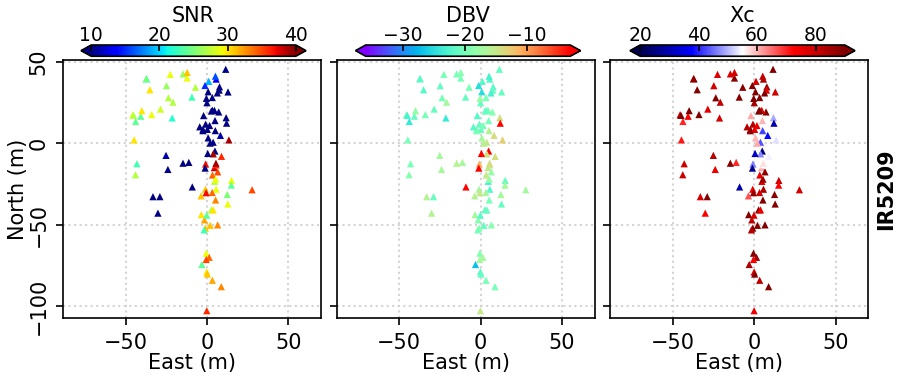 SNR DBV Xc
10 20 30 40 −30 −20 −10 20 40 60 80
50
0
−50
−100
North (m)
IR5209
−50 0 50 −50 0 50 −50 0 50
East (m) East (m) East (m)